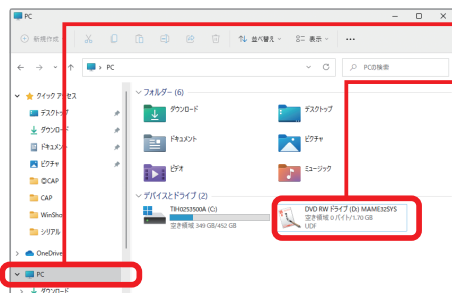 PC
新規作成
並べ替え
表示
PC
PCの検索
クイック アクセス
デスクトップ
ダウンロード
ドキュメント
ピクチャ
©CAP
CAP
WinSho
シリアル
OneDrive
PC
ダウンロード
フォルダー (6)
ダウンロード
デスクトップ
ドキュメント
ピクチャ
ビデオ
ミュージック
デバイスとドライブ (2)
TIH0253500A (C:)
空き領域 349 GB/452 GB
DVD RW ドライブ (D:) MAME32SYS
空き領域 0 バイト/1.70 GB
UDF